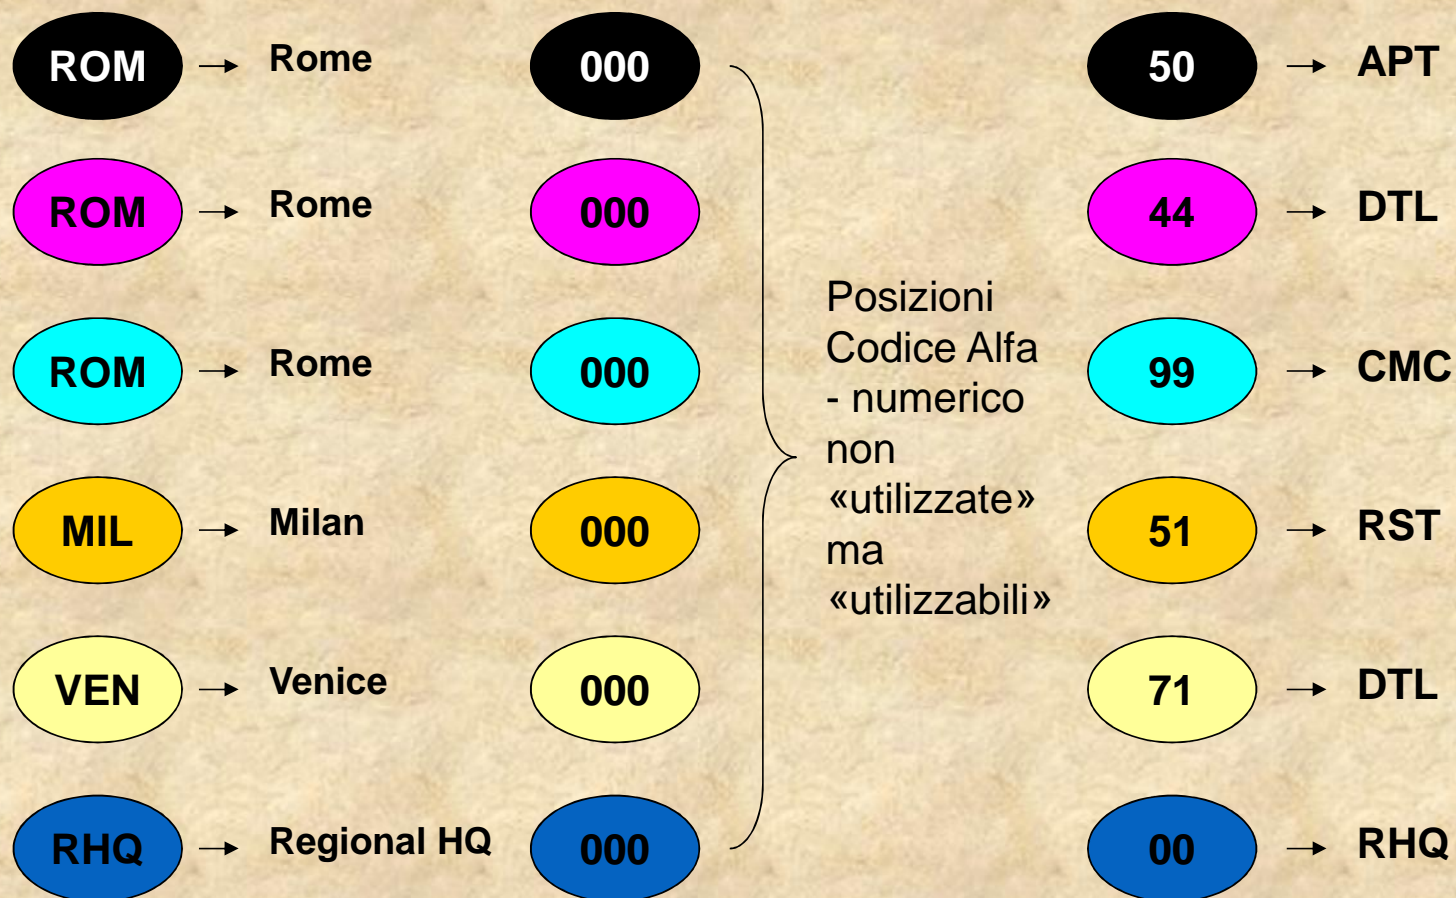 ROM → Rome 000 50 → APT
ROM → Rome 000 44 → DTL
ROM → Rome 000 99 → CMC
MIL → Milan 000 51 → RST
VEN → Venice 000 71 → DTL
RHQ → Regional HQ 000 00 → RHQ
Posizioni
Codice Alfa
- numerico
non
«utilizzate»
ma
«utilizzabili»